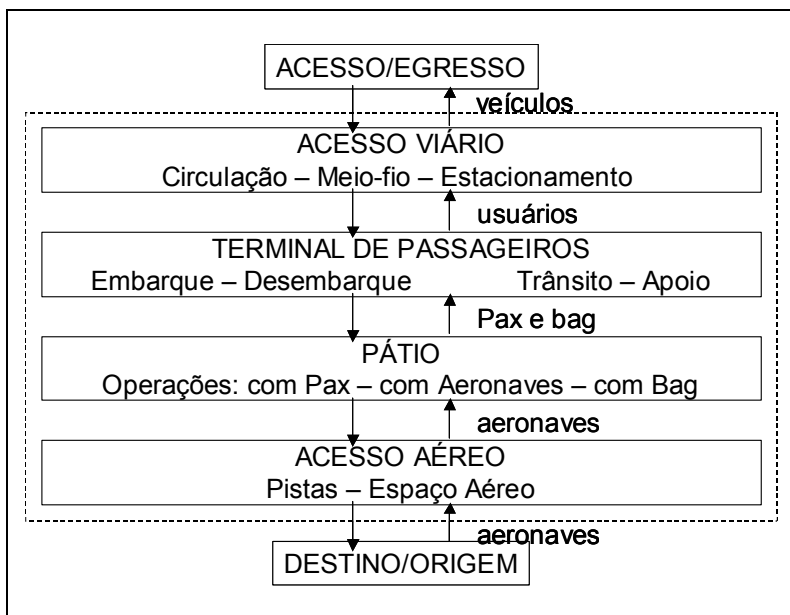 ACESSO/EGRESSO
veículos
ACESSO VIÁRIO
Circulação – Meio-fio – Estacionamento
usuários
TERMINAL DE PASSAGEIROS
Embarque – Desembarque Trânsito – Apoio
Pax e bag
PÁTIO
Operações: com Pax – com Aeronaves – com Bag
aeronaves
ACESSO AÉREO
Pistas – Espaço Aéreo
aeronaves
DESTINO/ORIGEM